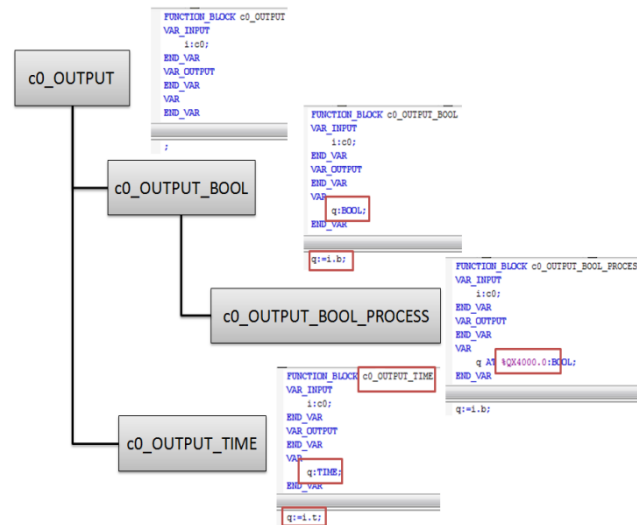 c0_OUTPUT
FUNCTION_BLOCK c0_OUTPUT
VAR_INPUT
i:c0;
END_VAR
VAR_OUTPUT
END_VAR
VAR
END_VAR
;
c0_OUTPUT_BOOL
FUNCTION_BLOCK c0_OUTPUT_BOOL
VAR_INPUT
i:c0;
END_VAR
VAR_OUTPUT
END_VAR
VAR
q:BOOL;
END_VAR
q:=i.b;
c0_OUTPUT_BOOL_PROCESS
FUNCTION_BLOCK c0_OUTPUT_BOOL_PROCES
VAR_INPUT
i:c0;
END_VAR
VAR_OUTPUT
END_VAR
VAR
q AT %QX4000.0:BOOL;
END_VAR
q:=i.b;
c0_OUTPUT_TIME
FUNCTION_BLOCK c0_OUTPUT_TIME
VAR_INPUT
i:c0;
END_VAR
VAR_OUTPUT
END_VAR
VAR
q:TIME;
END_VAR
q:=i.t;